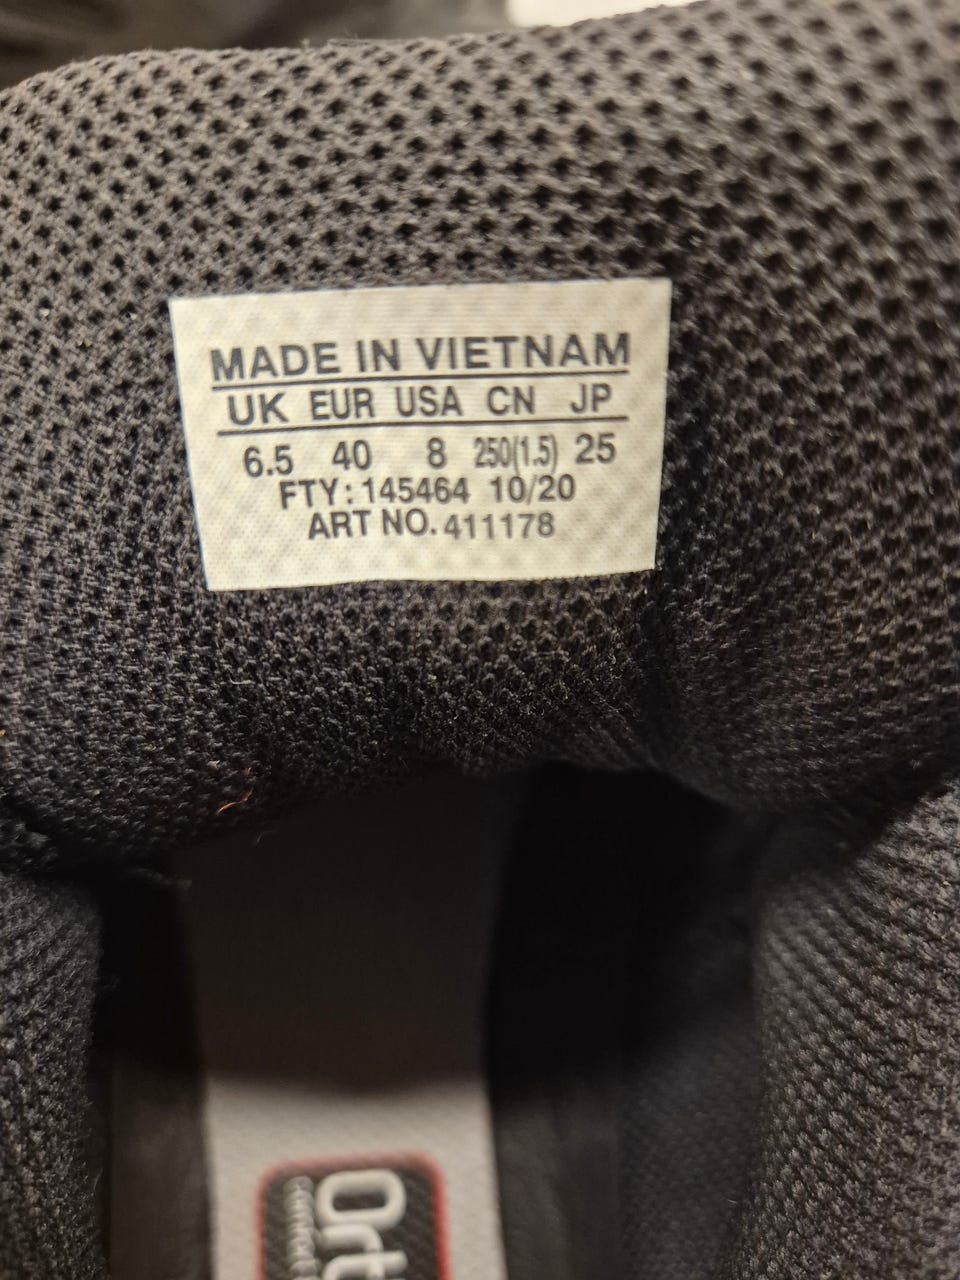 MADE IN VIETNAM
UK EUR USA CN JP
6.5 40 8 250(1.5) 25
FTY: 145464 10/20
ART NO. 411178